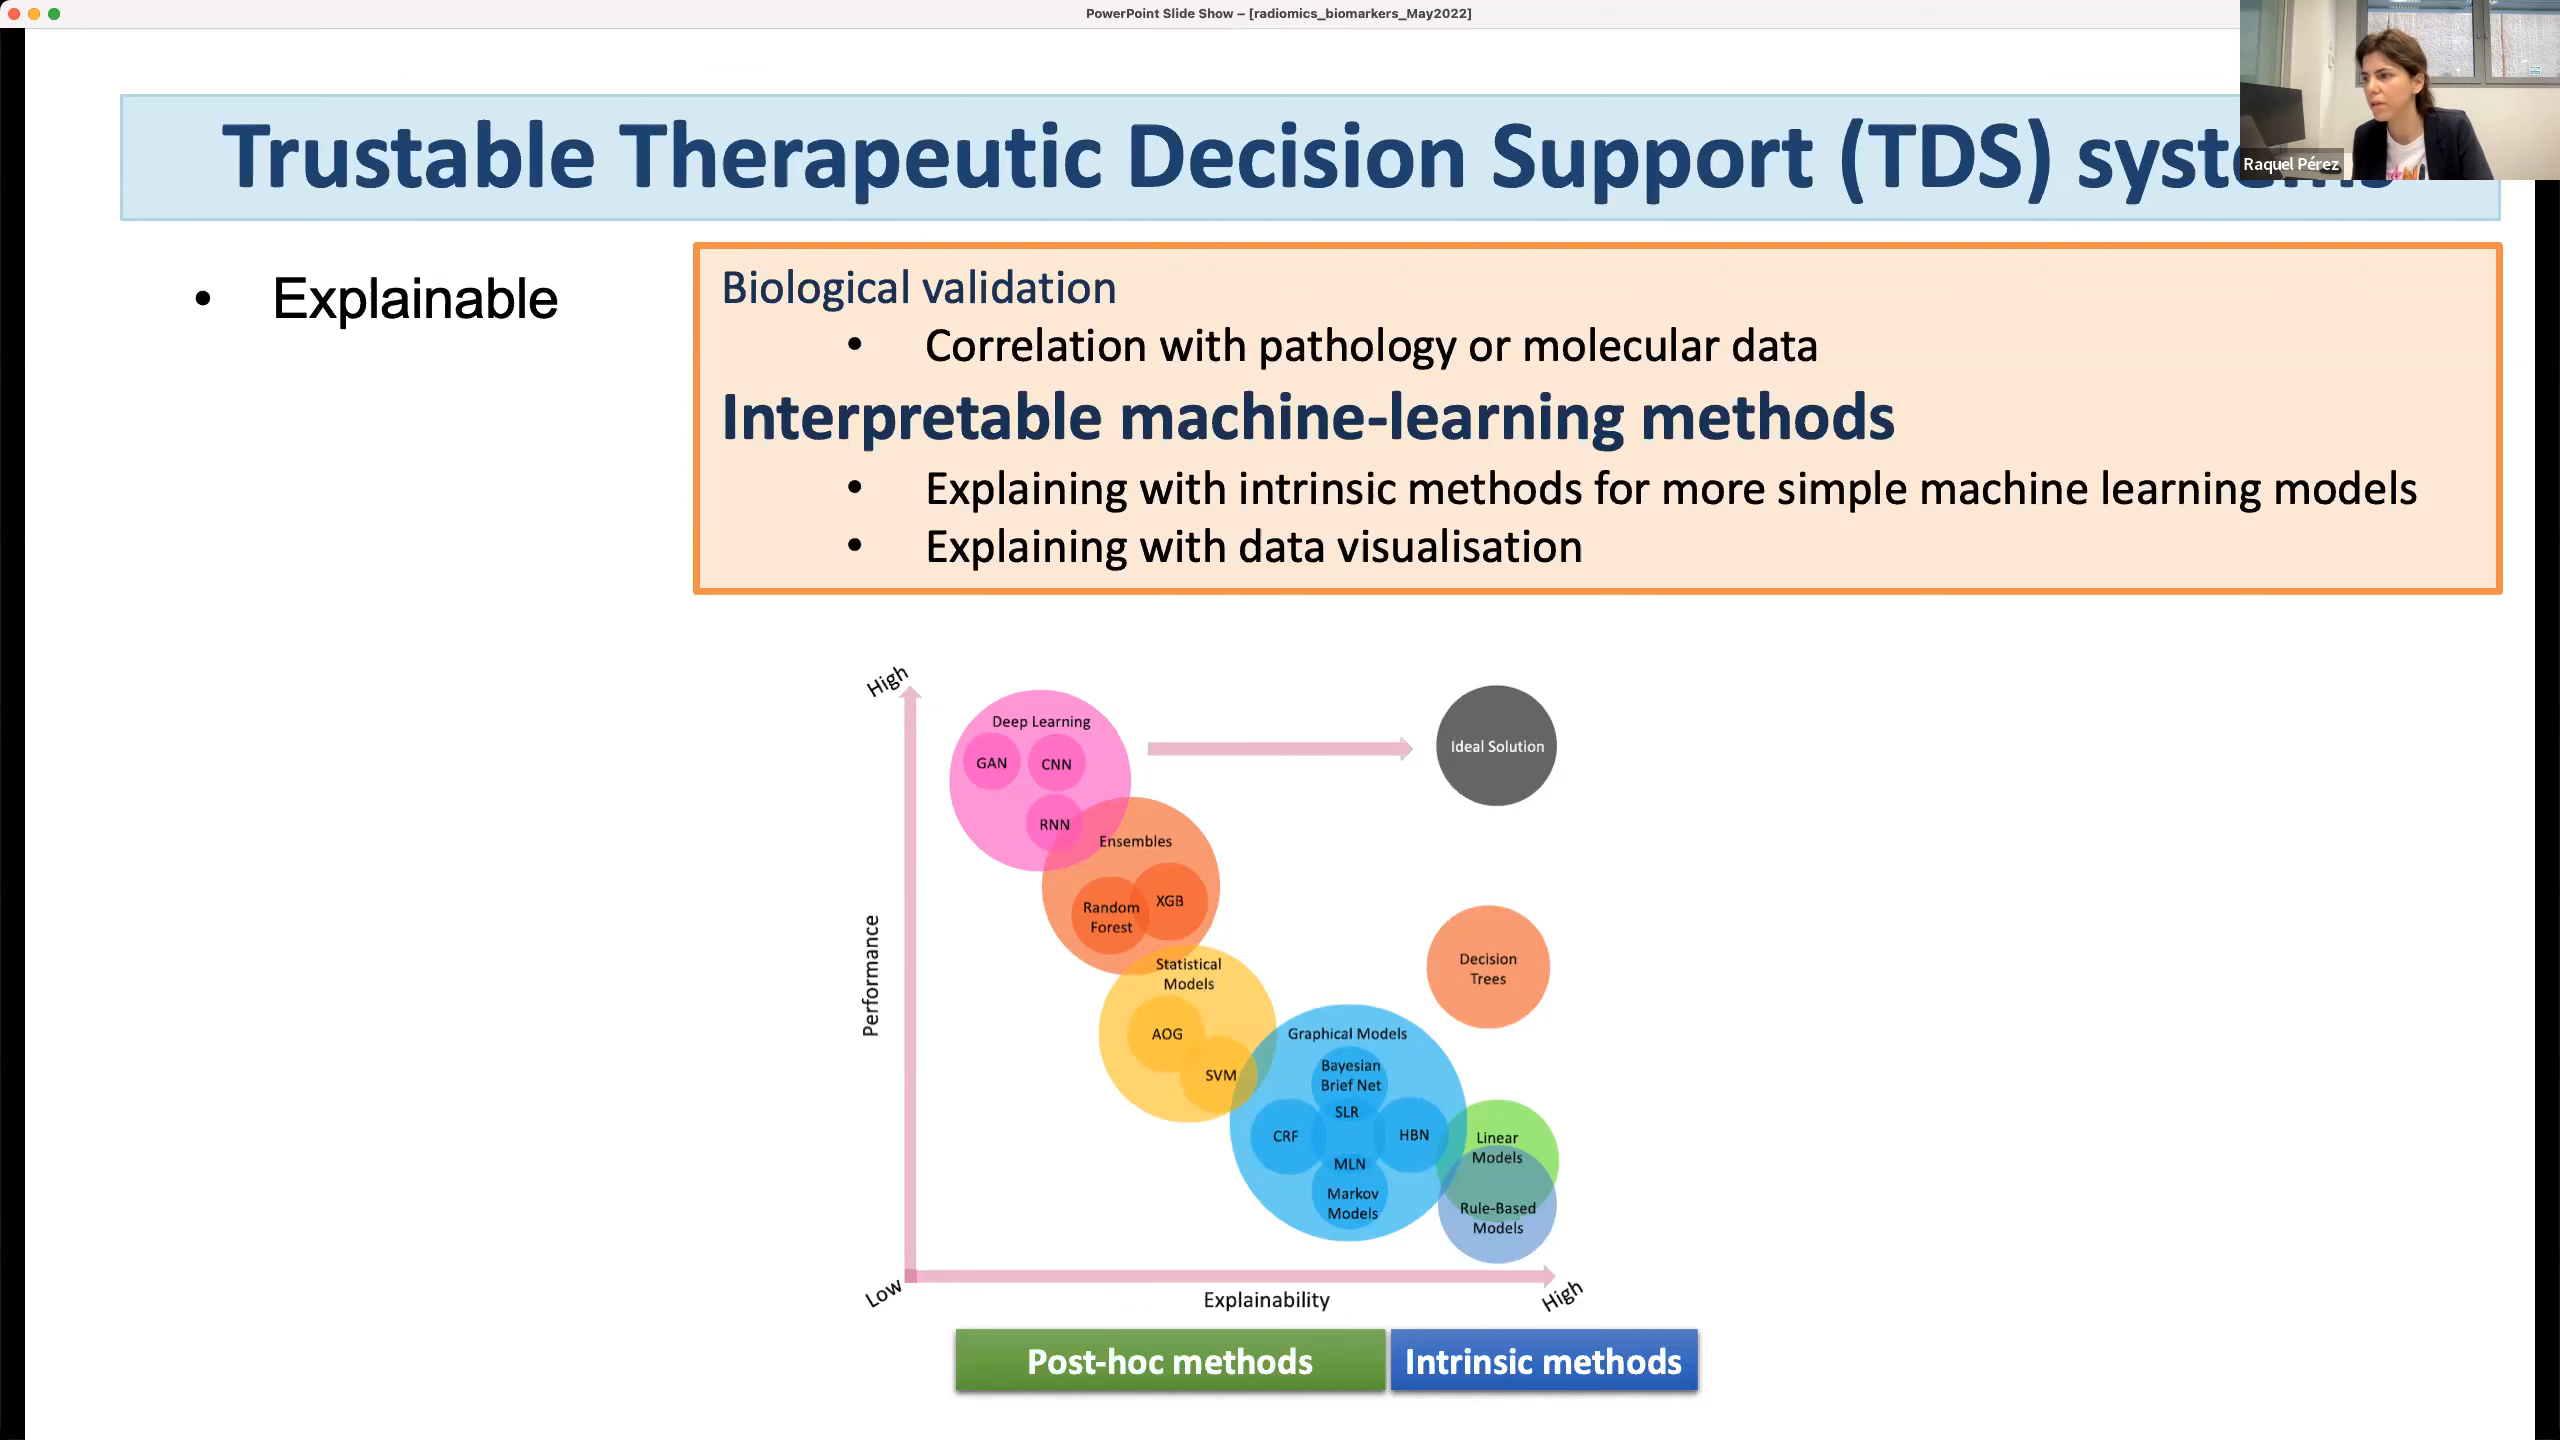 PowerPoint Slide Show – [radiomics_biomarkers_May2022]
Raquel Pérez
Trustable Therapeutic Decision Support (TDS) systems
• Explainable
Biological validation
• Correlation with pathology or molecular data
Interpretable machine-learning methods
• Explaining with intrinsic methods for more simple machine learning models
• Explaining with data visualisation
High
Deep Learning
GAN
CNN
RNN
Ideal Solution
Ensembles
Random
Forest
XGB
Performance
Statistical
Models
AOG
SVM
Decision
Trees
Graphical Models
Bayesian
Brief Net
SLR
CRF
HBN
MLN
Markov
Models
Linear
Models
Rule-Based
Models
Low
Explainability
High
Post-hoc methods
Intrinsic methods